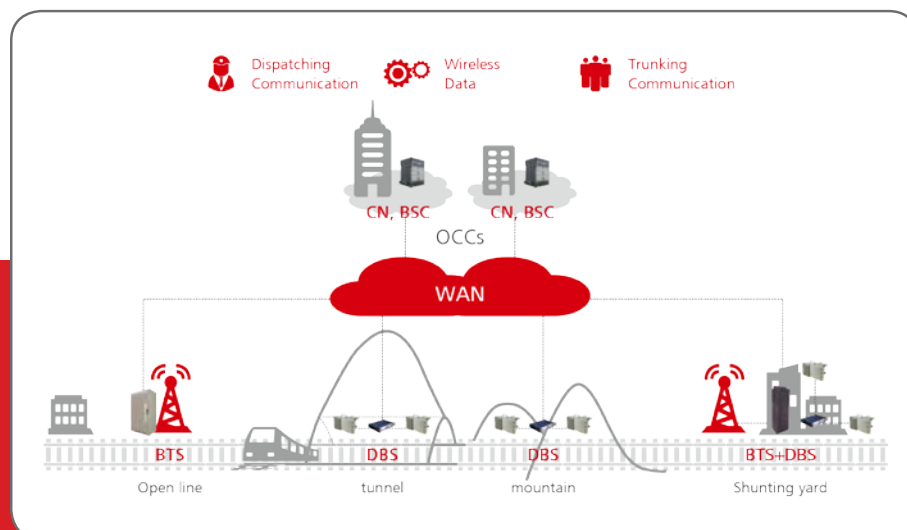 Dispatching
Communication
Wireless
Data
Trunking
Communication
CN, BSC
CN, BSC
OCCs
WAN
BTS
DBS
DBS
BTS+DBS
Open line
tunnel
mountain
Shunting yard